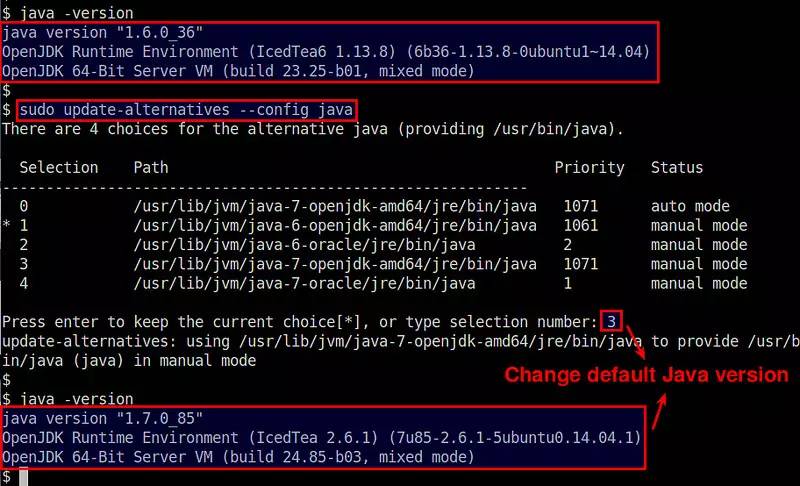 $ java -version
java version "1.6.0_36"
OpenJDK Runtime Environment (IcedTea6 1.13.8) (6b36-1.13.8-0ubuntu1~14.04)
OpenJDK 64-Bit Server VM (build 23.25-b01, mixed mode)
$
$ sudo update-alternatives --config java
There are 4 choices for the alternative java (providing /usr/bin/java).
Selection Path Priority Status
------------------------------------------------------------
0 /usr/lib/jvm/java-7-openjdk-amd64/jre/bin/java 1071 auto mode
* 1 /usr/lib/jvm/java-6-openjdk-amd64/jre/bin/java 1061 manual mode
2 /usr/lib/jvm/java-6-oracle/jre/bin/java 2 manual mode
3 /usr/lib/jvm/java-7-openjdk-amd64/jre/bin/java 1071 manual mode
4 /usr/lib/jvm/java-7-oracle/jre/bin/java 1 manual mode
Press enter to keep the current choice[*], or type selection number: 3
update-alternatives: using /usr/lib/jvm/java-7-openjdk-amd64/jre/bin/java to provide /usr/b
in/java (java) in manual mode
$
Change default Java version
$ java -version
java version "1.7.0_85"
OpenJDK Runtime Environment (IcedTea 2.6.1) (7u85-2.6.1-5ubuntu0.14.04.1)
OpenJDK 64-Bit Server VM (build 24.85-b03, mixed mode)
$